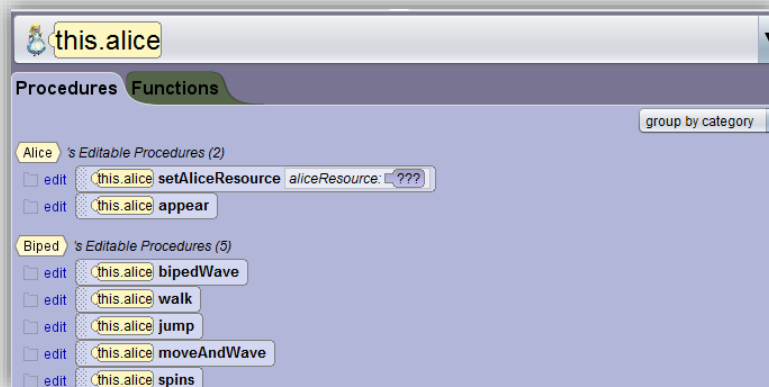 this.alice
Procedures Functions
group by category
Alice 's Editable Procedures (2)
edit this.alice setAliceResource aliceResource: ???
edit this.alice appear
Biped 's Editable Procedures (5)
edit this.alice bipedWave
edit this.alice walk
edit this.alice jump
edit this.alice moveAndWave
edit this.alice spins